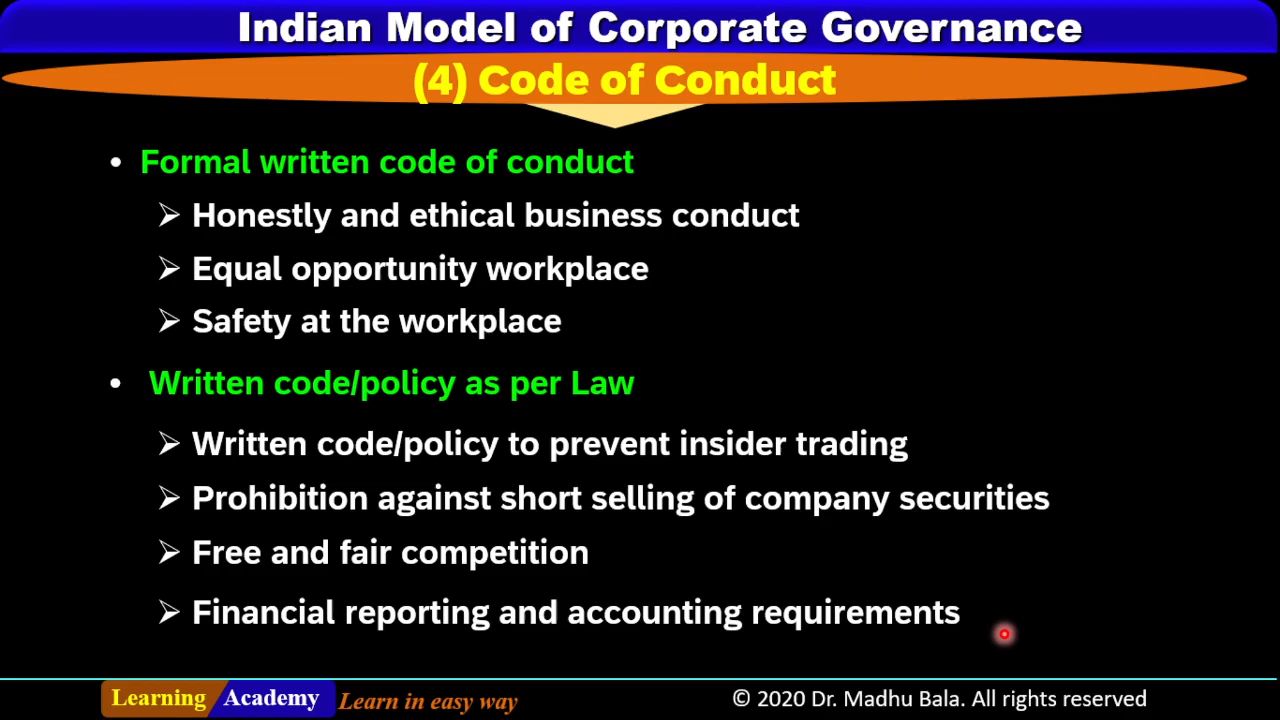 Indian Model of Corporate Governance
(4) Code of Conduct
• Formal written code of conduct
➢ Honestly and ethical business conduct
➢ Equal opportunity workplace
➢ Safety at the workplace
• Written code/policy as per Law
➢ Written code/policy to prevent insider trading
➢ Prohibition against short selling of company securities
➢ Free and fair competition
➢ Financial reporting and accounting requirements
Learning Academy Learn in easy way © 2020 Dr. Madhu Bala. All rights reserved